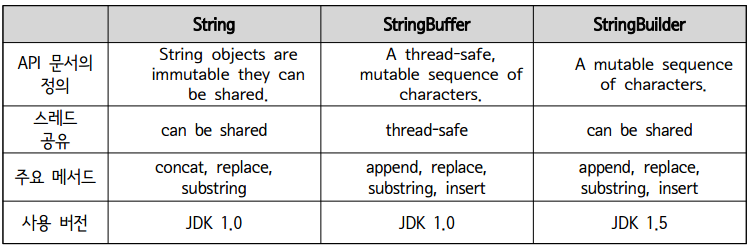 String StringBuffer StringBuilder
API 문서의
정의
String objects are
immutable they can
be shared.
A thread-safe,
mutable sequence of
characters.
A mutable sequence
of characters.
스레드
공유
can be shared
thread-safe
can be shared
주요 메서드
concat, replace,
substring
append, replace,
substring, insert
append, replace,
substring, insert
사용 버전
JDK 1.0
JDK 1.0
JDK 1.5